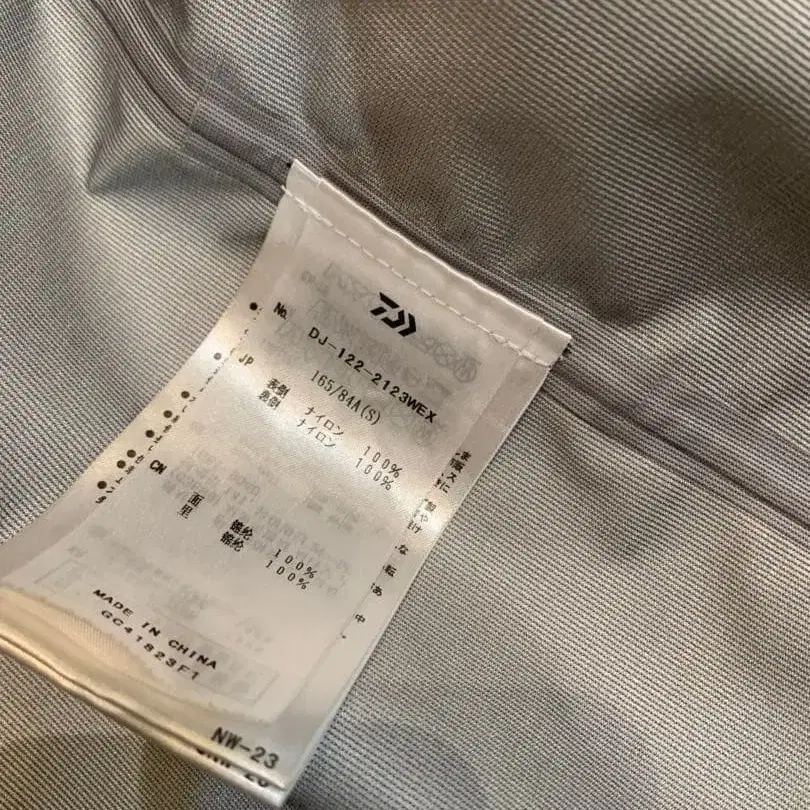 No. DJ-122-2123WEX
165/84A(S)
JP
表側 ナイロン 100%
裏側 ナイロン 100%
CN
面 锦纶 100%
里 锦纶 100%
MADE IN CHINA
GC41823F1
NW-23